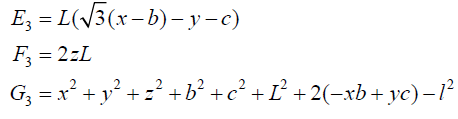 E₃ = L(√3(x − b) − y − c)
F₃ = 2zL
G₃ = x² + y² + z² + b² + c² + L² + 2(−xb + yc) − l²